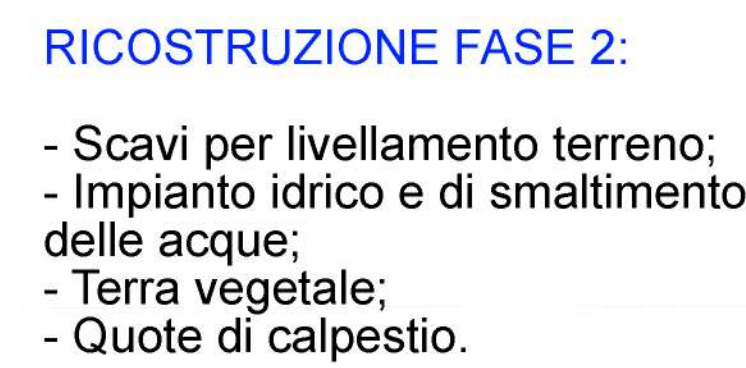 RICOSTRUZIONE FASE 2:
- Scavi per livellamento terreno;
- Impianto idrico e di smaltimento
delle acque;
- Terra vegetale;
- Quote di calpestio.